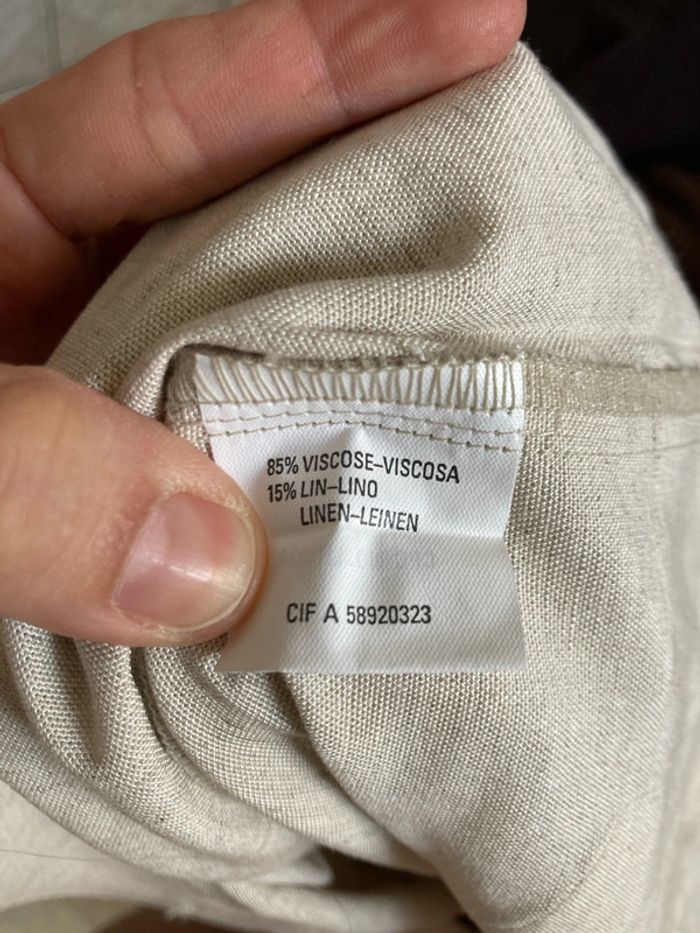 85% VISCOSE–VISCOSA
15% LIN–LINO
LINEN–LEINEN
CIF A 58920323